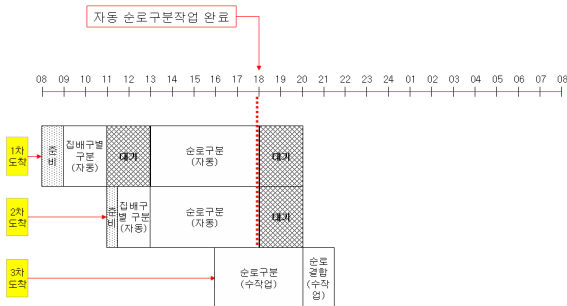 자동 순로구분작업 완료
08 09 10 11 12 13 14 15 16 17 18 19 20 21 22 23 24 01 02 03 04 05 06 07 08
1차
도착
준
비
집배구별
구분
(자동)
대기
순로구분
(자동)
대기
2차
도착
준
비
집배구
별 구분
(자동)
순로구분
(자동)
대기
3차
도착
순로구분
(수작업)
순로
결합
(수작
업)